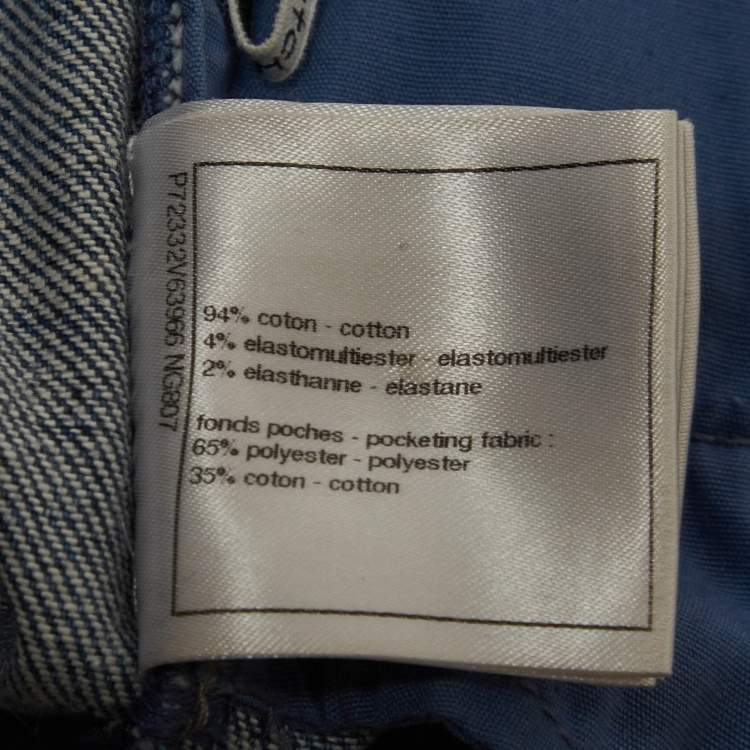 P72332V63966 NG807
94% coton - cotton
4% elastomultiester - elastomultiester
2% elasthanne - elastane
fonds poches - pocketing fabric :
65% polyester - polyester
35% coton - cotton